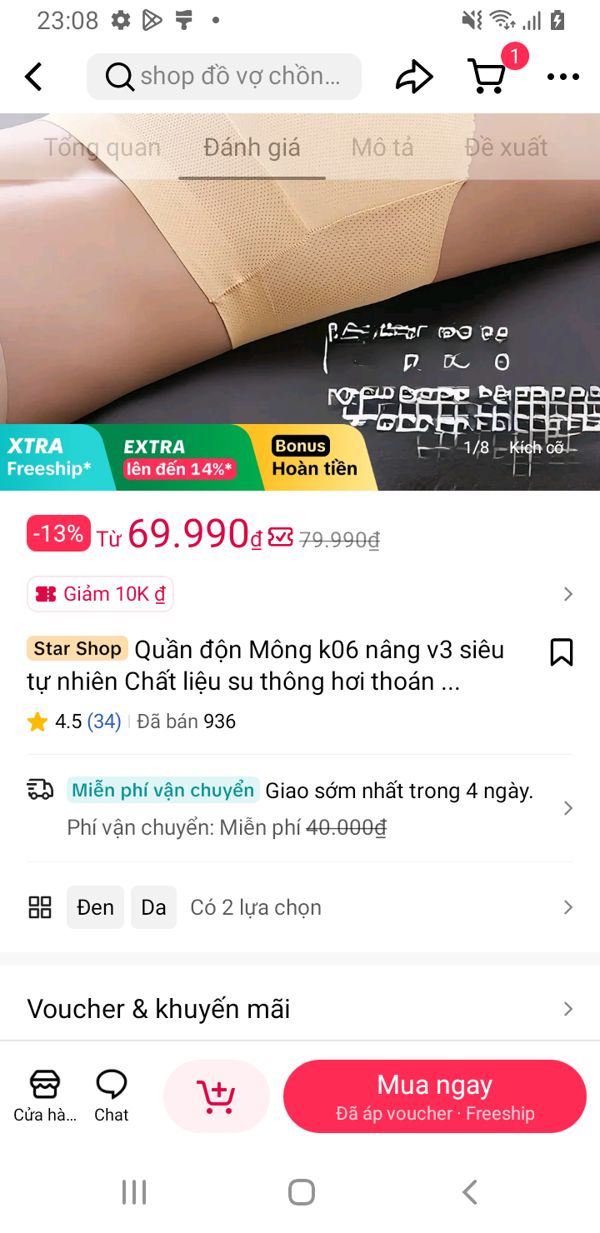 23:08
1
shop đồ vợ chồn...
Tổng quan Đánh giá Mô tả Đề xuất
XTRA
Freeship*
EXTRA
lên đến 14%*
Bonus
Hoàn tiền
1/8
Kích cỡ
-13% Từ 69.990đ 79.990đ
Giảm 10K đ
Star Shop Quần độn Mông k06 nâng v3 siêu
tự nhiên Chất liệu su thông hơi thoán ...
4.5 (34) Đã bán 936
Miễn phí vận chuyển Giao sớm nhất trong 4 ngày.
Phí vận chuyển: Miễn phí 40.000đ
Đen Da Có 2 lựa chọn
Voucher & khuyến mãi
Cửa hà...
Chat
Mua ngay
Đã áp voucher · Freeship